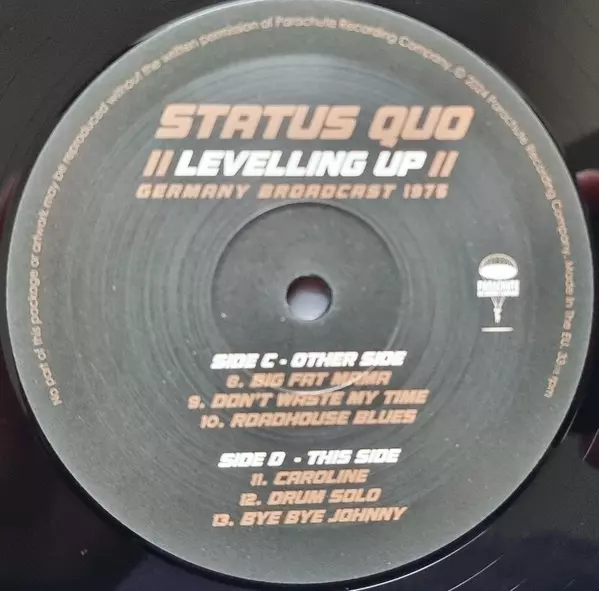 No part of this package or artwork may be reproduced without the written permission of Parachute Recording Company. © 2024 Parachute Recording Company. Made in The EU. 33⅓ rpm
STATUS QUO
// LEVELLING UP //
GERMANY BROADCAST 1975
PARACHUTE
SIDE C - OTHER SIDE
8. BIG FAT MAMA
9. DON'T WASTE MY TIME
10. ROADHOUSE BLUES
SIDE D - THIS SIDE
11. CAROLINE
12. DRUM SOLO
13. BYE BYE JOHNNY